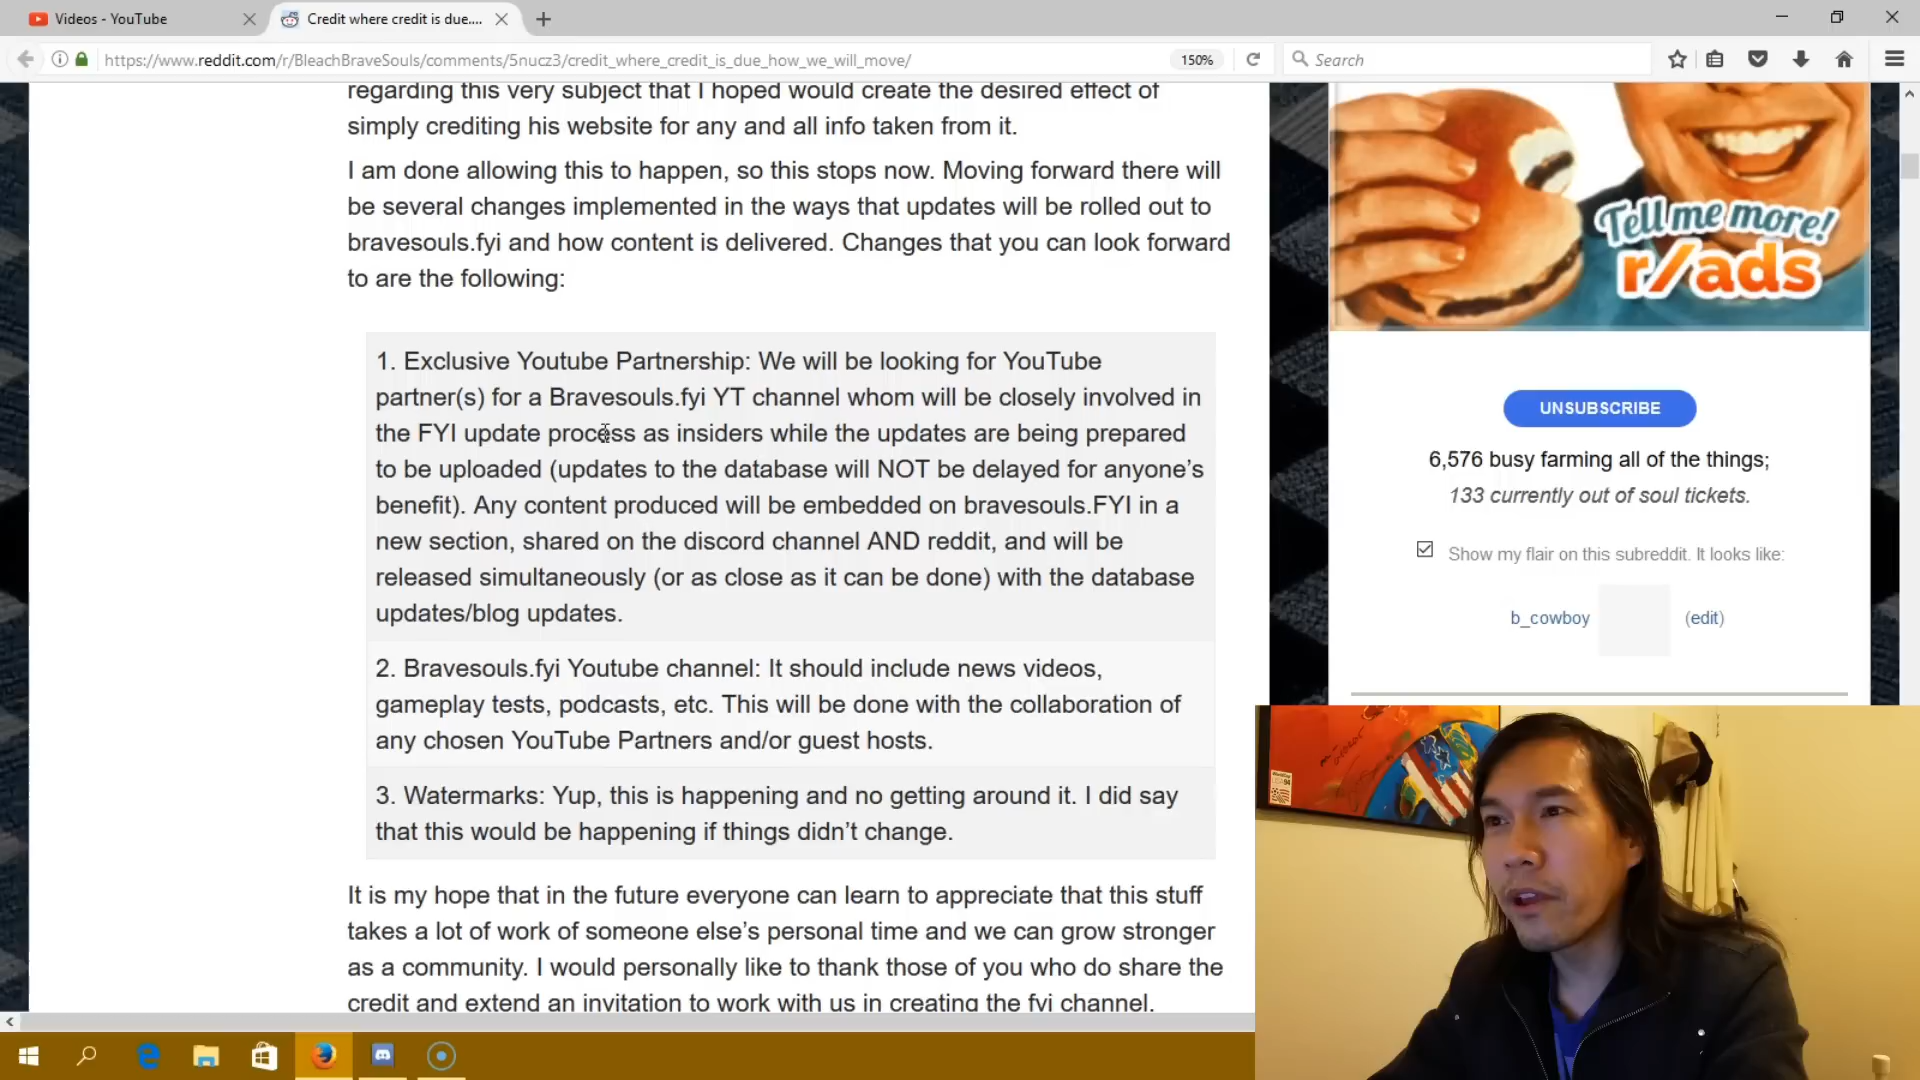 Videos - YouTube
Credit where credit is due....
https://www.reddit.com/r/BleachBraveSouls/comments/5nucz3/credit_where_credit_is_due_how_we_will_move/
150%
Search
regarding this very subject that I hoped would create the desired effect of
simply crediting his website for any and all info taken from it.
I am done allowing this to happen, so this stops now. Moving forward there will
be several changes implemented in the ways that updates will be rolled out to
bravesouls.fyi and how content is delivered. Changes that you can look forward
to are the following:
1. Exclusive Youtube Partnership: We will be looking for YouTube
partner(s) for a Bravesouls.fyi YT channel whom will be closely involved in
the FYI update process as insiders while the updates are being prepared
to be uploaded (updates to the database will NOT be delayed for anyone's
benefit). Any content produced will be embedded on bravesouls.FYI in a
new section, shared on the discord channel AND reddit, and will be
released simultaneously (or as close as it can be done) with the database
updates/blog updates.
2. Bravesouls.fyi Youtube channel: It should include news videos,
gameplay tests, podcasts, etc. This will be done with the collaboration of
any chosen YouTube Partners and/or guest hosts.
3. Watermarks: Yup, this is happening and no getting around it. I did say
that this would be happening if things didn't change.
It is my hope that in the future everyone can learn to appreciate that this stuff
takes a lot of work of someone else's personal time and we can grow stronger
as a community. I would personally like to thank those of you who do share the
credit and extend an invitation to work with us in creating the fyi channel.
Tell me more!
r/ads
UNSUBSCRIBE
6,576 busy farming all of the things;
133 currently out of soul tickets.
Show my flair on this subreddit. It looks like:
b_cowboy (edit)